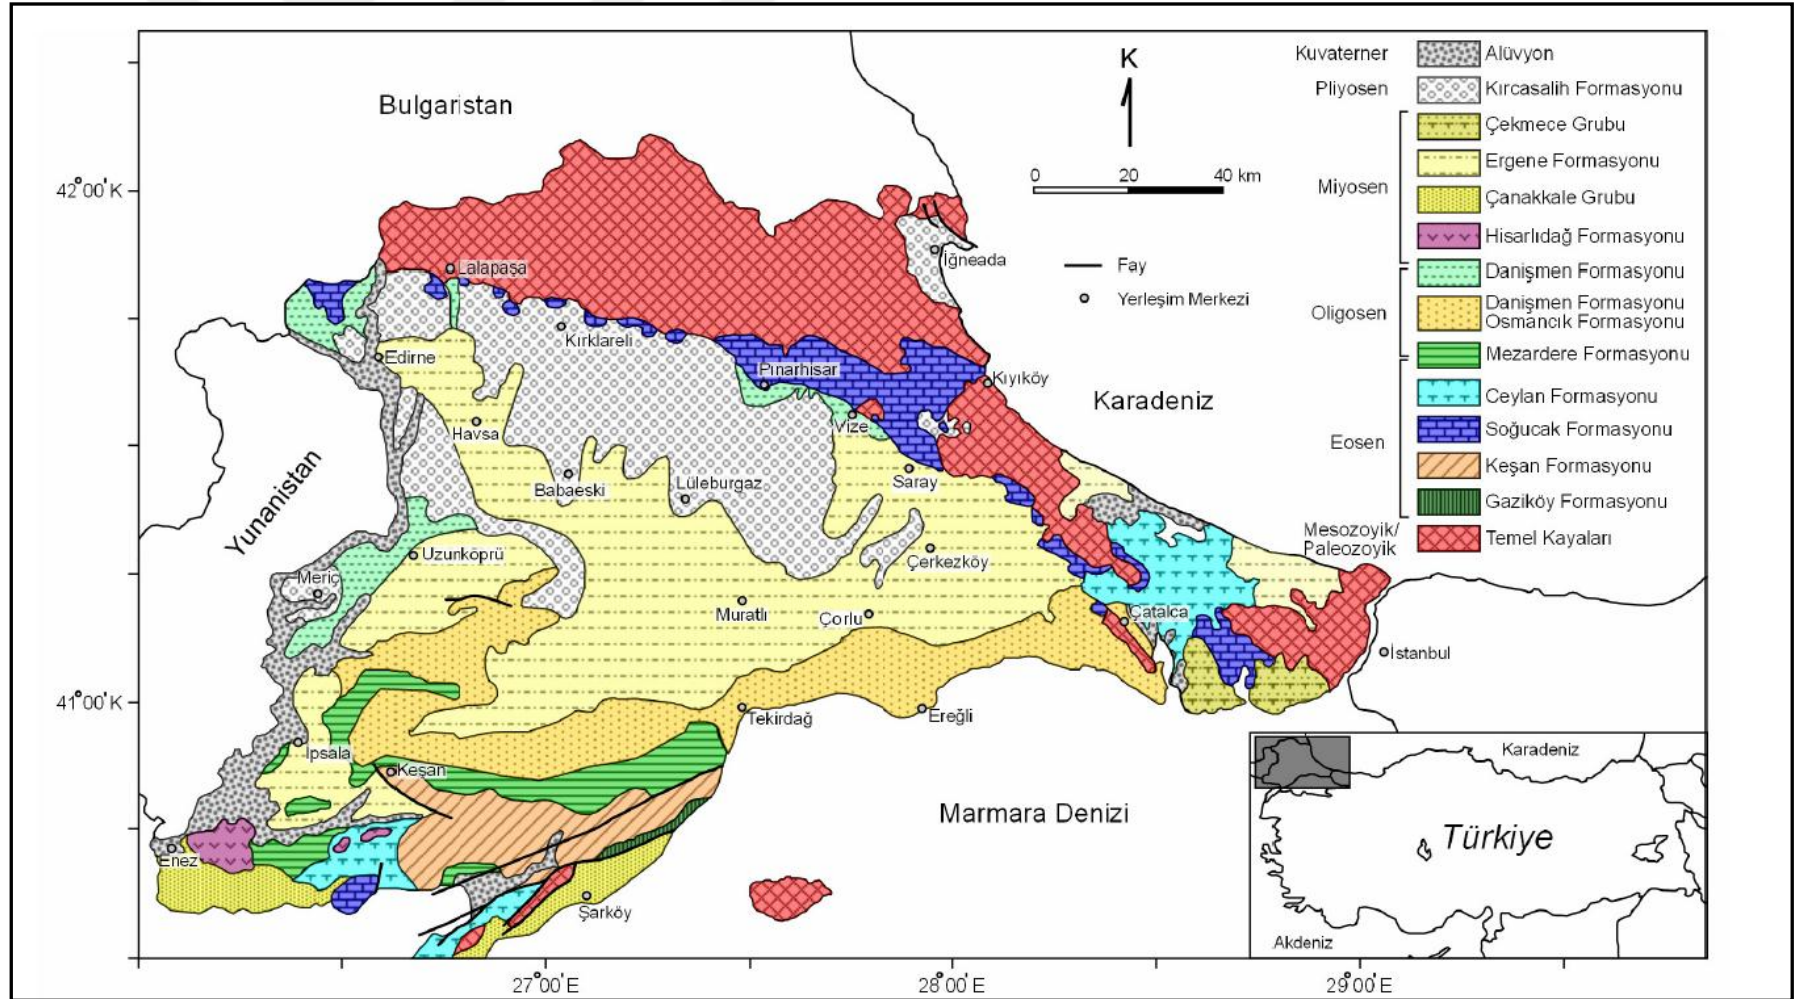 Bulgaristan
K
0 20 40 km
Fay
Yerleşim Merkezi
Kuvaterner
Alüvyon
Pliyosen
Kırcasalih Formasyonu
Çekmece Grubu
Ergene Formasyonu
Miyosen
Çanakkale Grubu
Hisarlıdağ Formasyonu
Danişmen Formasyonu
Danişmen Formasyonu
Osmancık Formasyonu
Oligosen
Mezardere Formasyonu
Ceylan Formasyonu
Soğucak Formasyonu
Eosen
Keşan Formasyonu
Gaziköy Formasyonu
Mesozoyik/
Paleozoyik
Temel Kayaları
42°00'K
41°00'K
27°00'E
28°00'E
29°00'E
Lalapaşa
İğneada
Kırklareli
Edirne
Pınarhisar
Kıyıköy
Karadeniz
Havsa
Vize
Yunanistan
Babaeski
Lüleburgaz
Saray
Uzunköprü
Çerkezköy
Meriç
Muratlı
Çorlu
Çatalca
İstanbul
Tekirdağ
Ereğli
İpsala
Keşan
Marmara Denizi
Enez
Şarköy
Karadeniz
Türkiye
Akdeniz